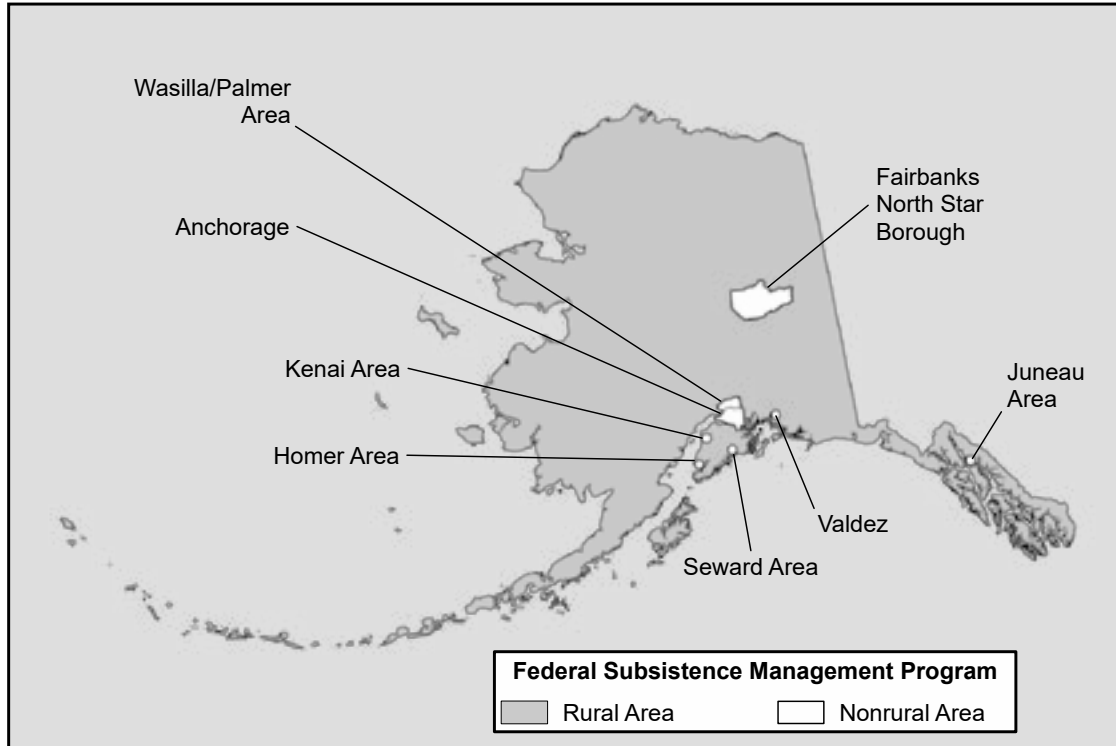 Wasilla/Palmer
Area
Anchorage
Fairbanks
North Star
Borough
Kenai Area
Juneau
Area
Homer Area
Valdez
Seward Area
Federal Subsistence Management Program
Rural Area
Nonrural Area